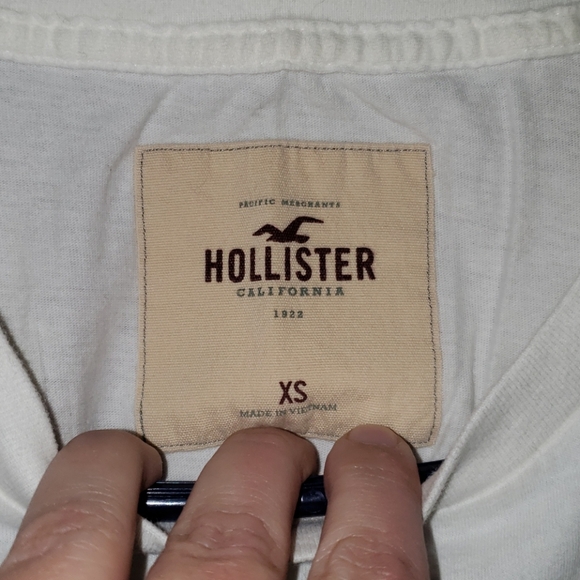 PACIFIC MERCHANTS
HOLLISTER
CALIFORNIA
1922
XS
MADE IN VIETNAM